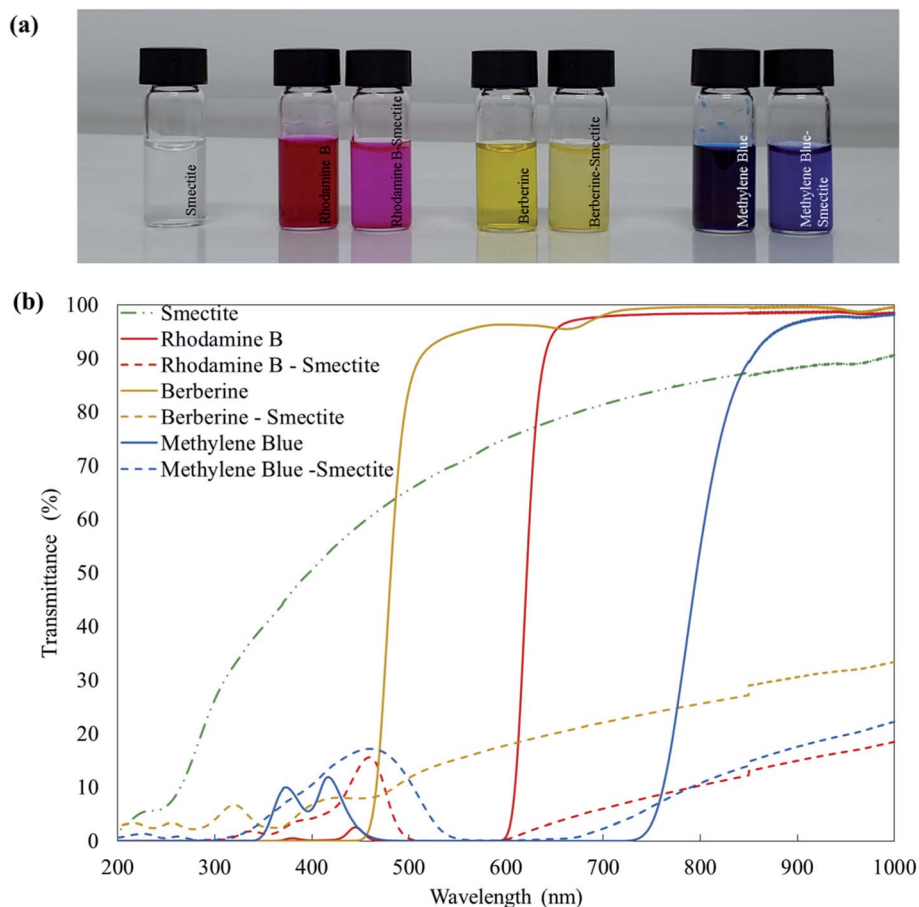 (a)
Smectite
Rhodamine B
Rhodamine B-Smectite
Berberine
Berberine-Smectite
Methylene Blue
Methylene Blue-
Smectite
(b)
Smectite
Rhodamine B
Rhodamine B - Smectite
Berberine
Berberine - Smectite
Methylene Blue
Methylene Blue -Smectite
Transmittance (%)
100
90
80
70
60
50
40
30
20
10
0
200 300 400 500 600 700 800 900 1000
Wavelength (nm)